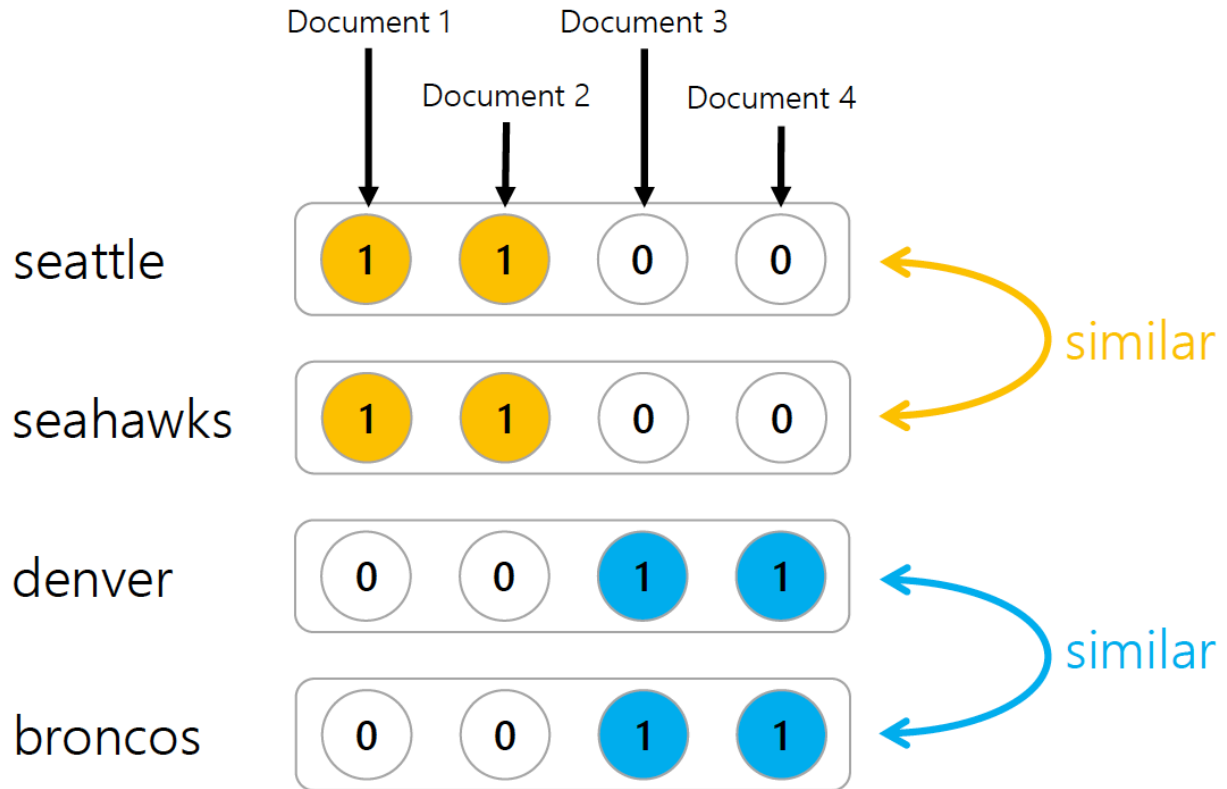 Document 1
Document 3
Document 2
Document 4
seattle 1 1 0 0
similar
seahawks 1 1 0 0
denver 0 0 1 1
similar
broncos 0 0 1 1